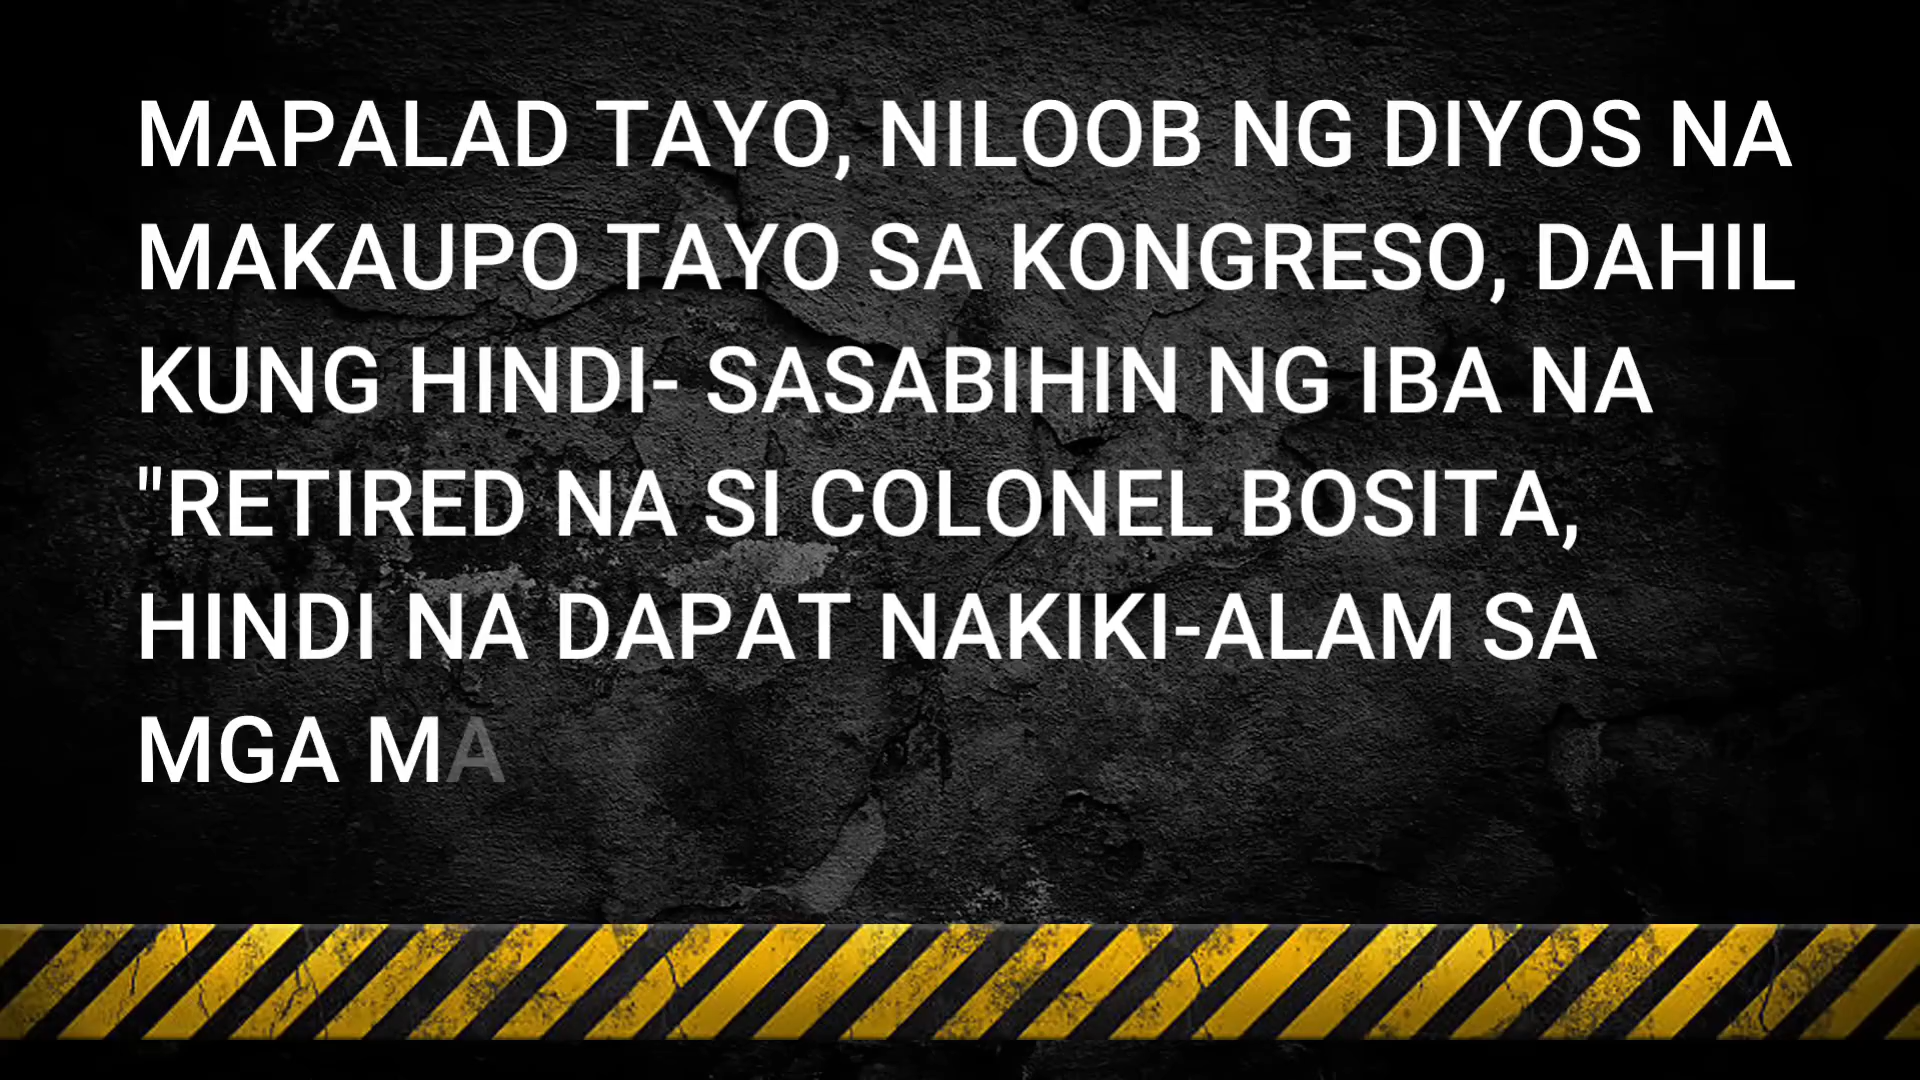 MAPALAD TAYO, NILOOB NG DIYOS NA
MAKAUPO TAYO SA KONGRESO, DAHIL
KUNG HINDI- SASABIHIN NG IBA NA
"RETIRED NA SI COLONEL BOSITA,
HINDI NA DAPAT NAKIKI-ALAM SA
MGA MA